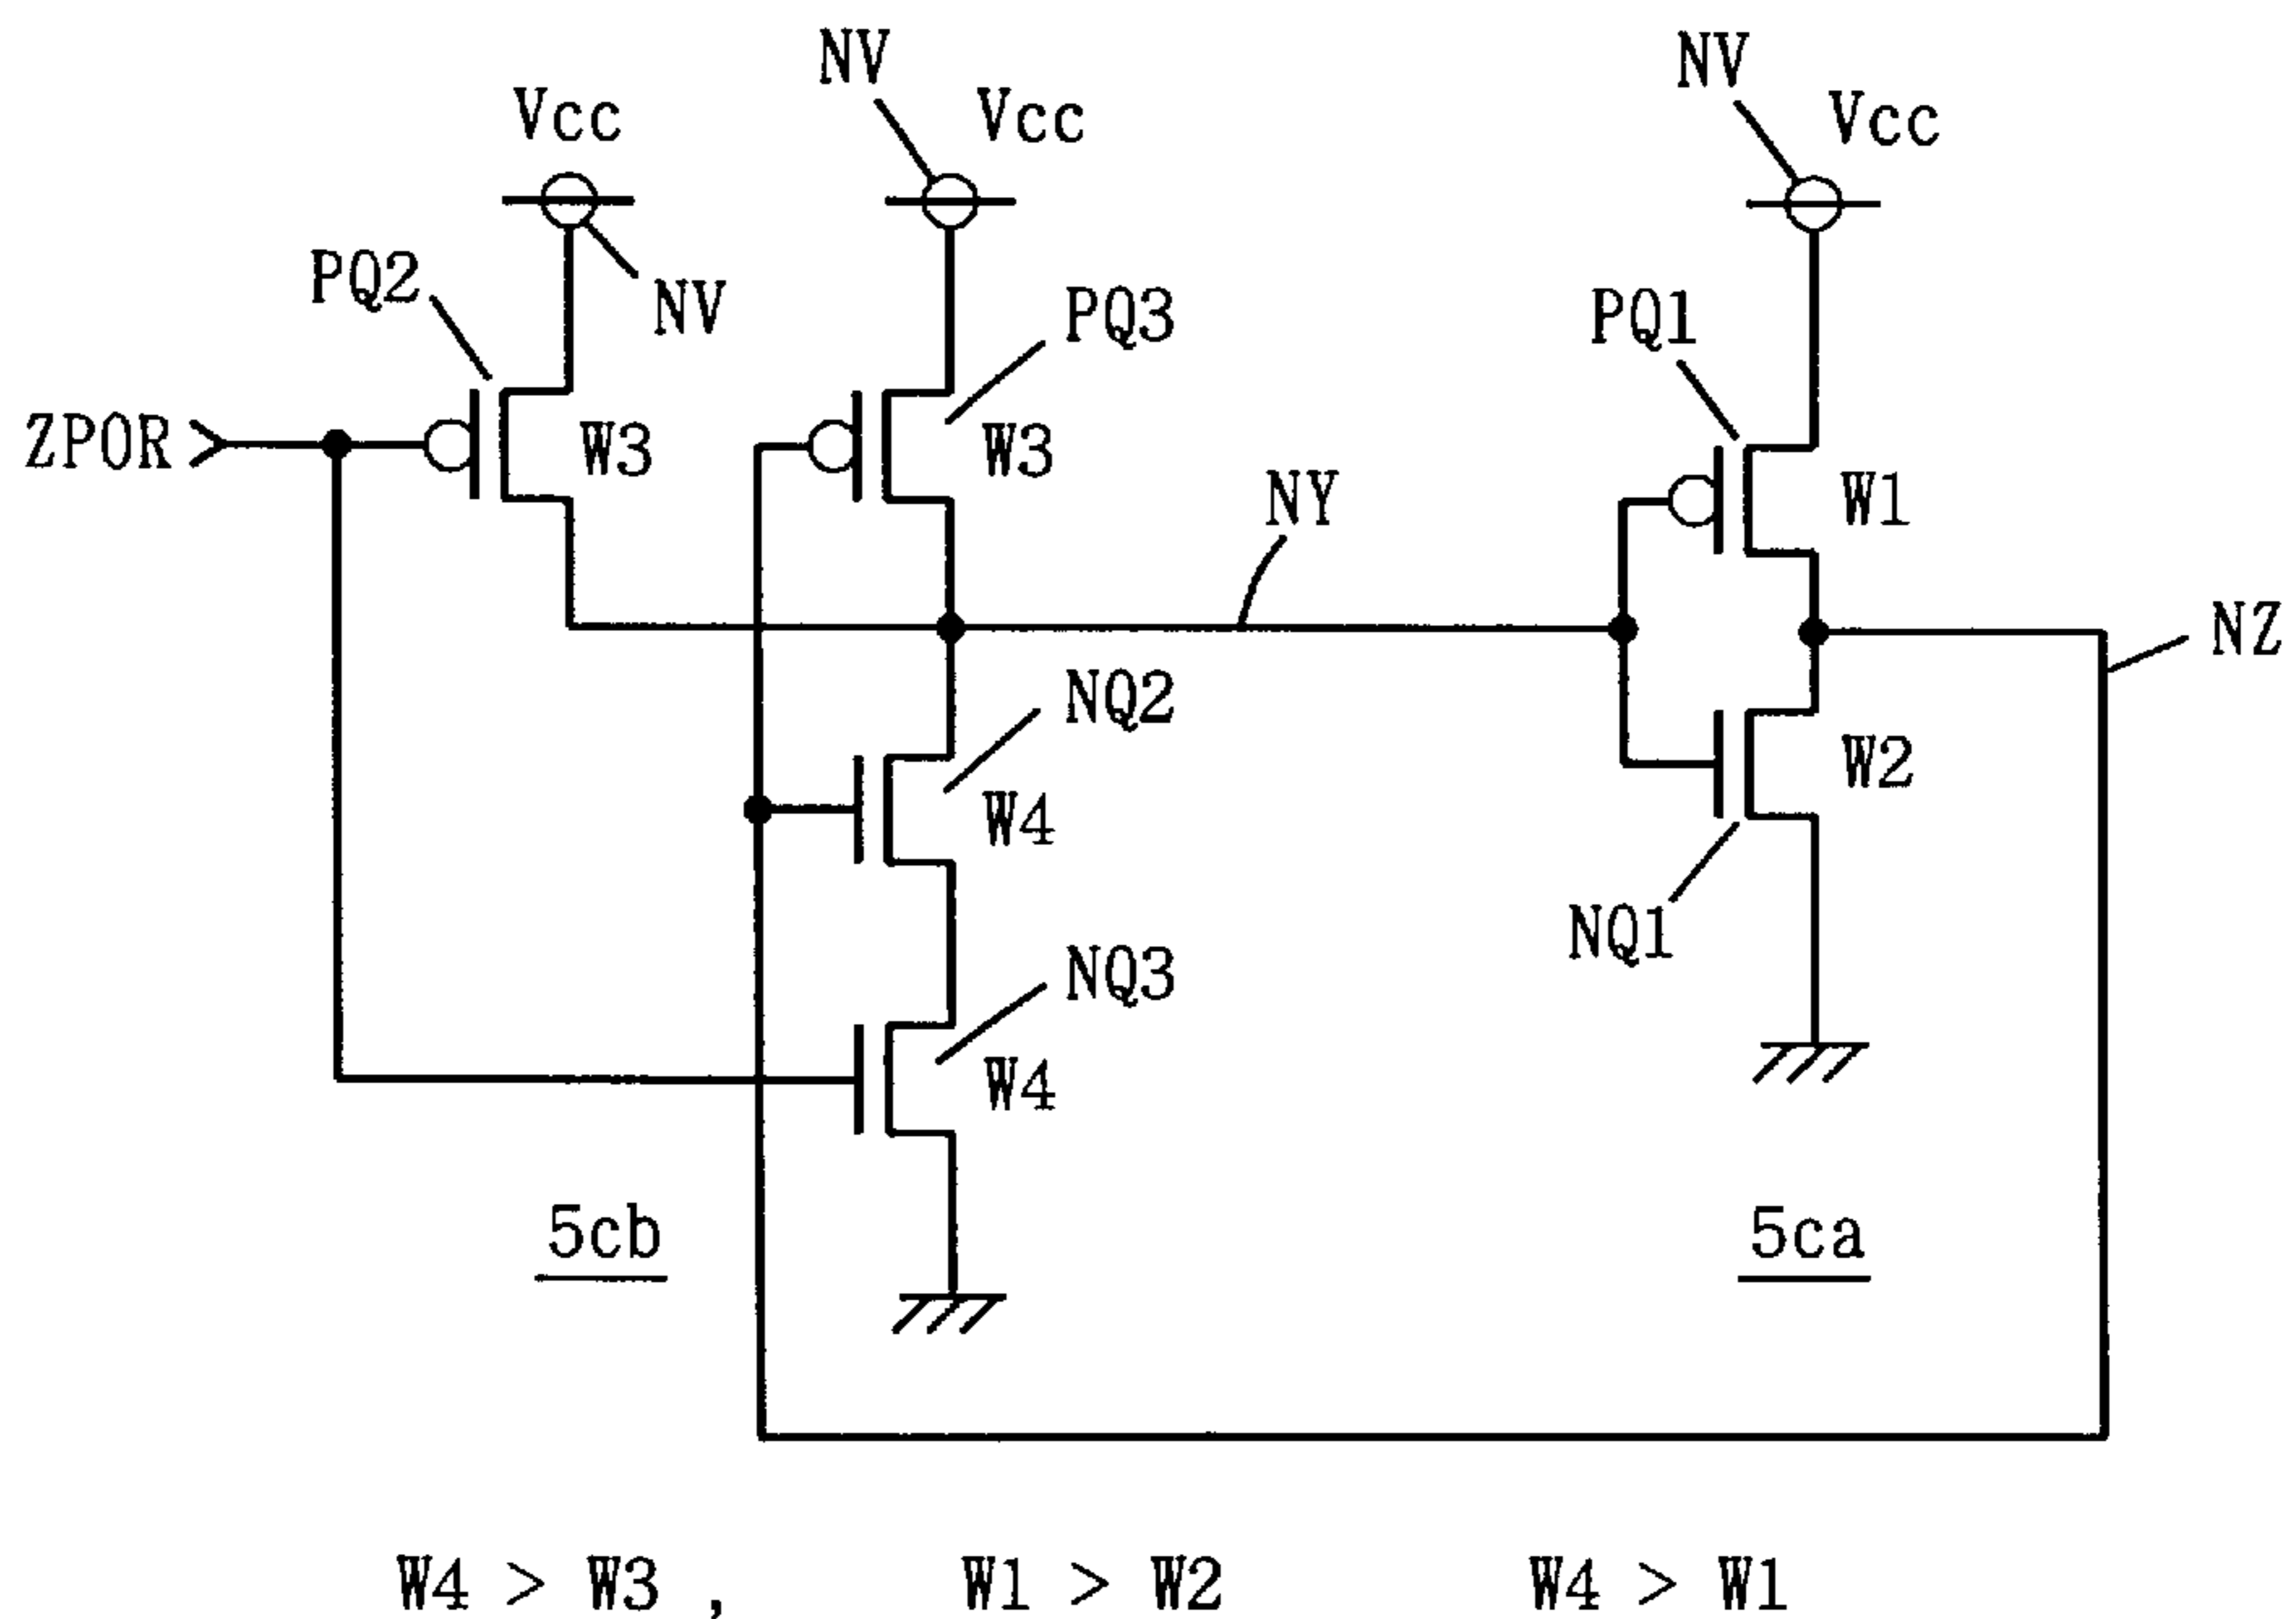 NV
NV
Vcc
Vcc
Vcc
PQ2
NV
PQ3
PQ1
ZPOR
W3
W3
NY
W1
NZ
NQ2
W4
W2
NQ1
NQ3
W4
5cb
5ca
W4 > W3 , W1 > W2 W4 > W1